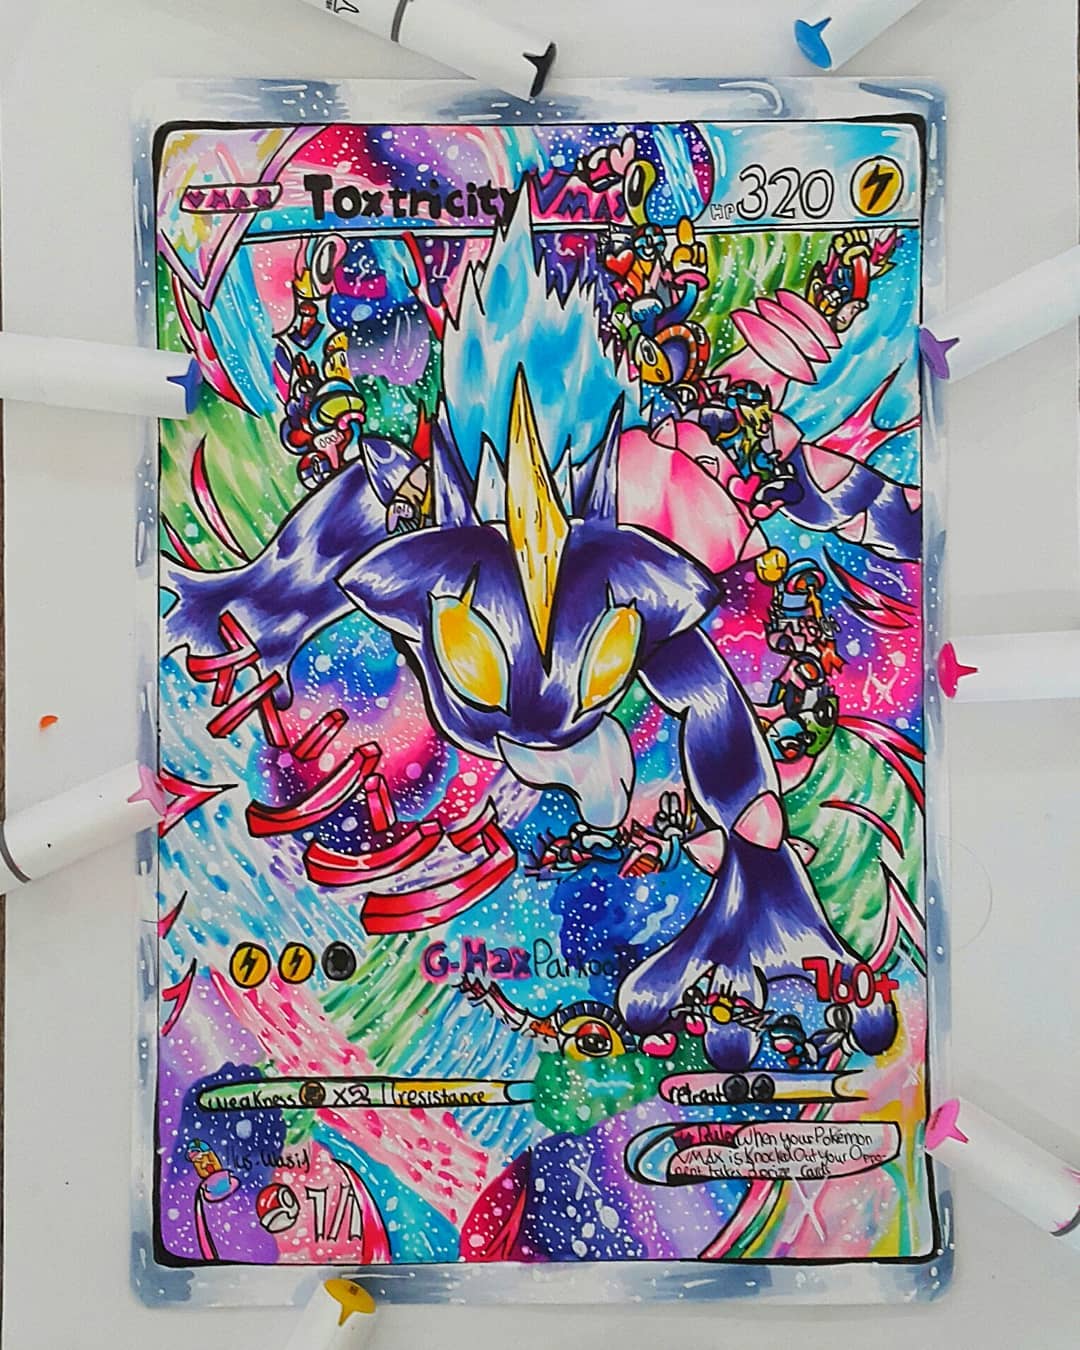 VMAX
Toxtricity VMAX
HP 320
G-Max Parkoo
160+
weakness X2 resistance
retreat
Rule When your Pokémon
VMAX is Knocked Out your Oppo-
nent takes 3 prize cards
1/1